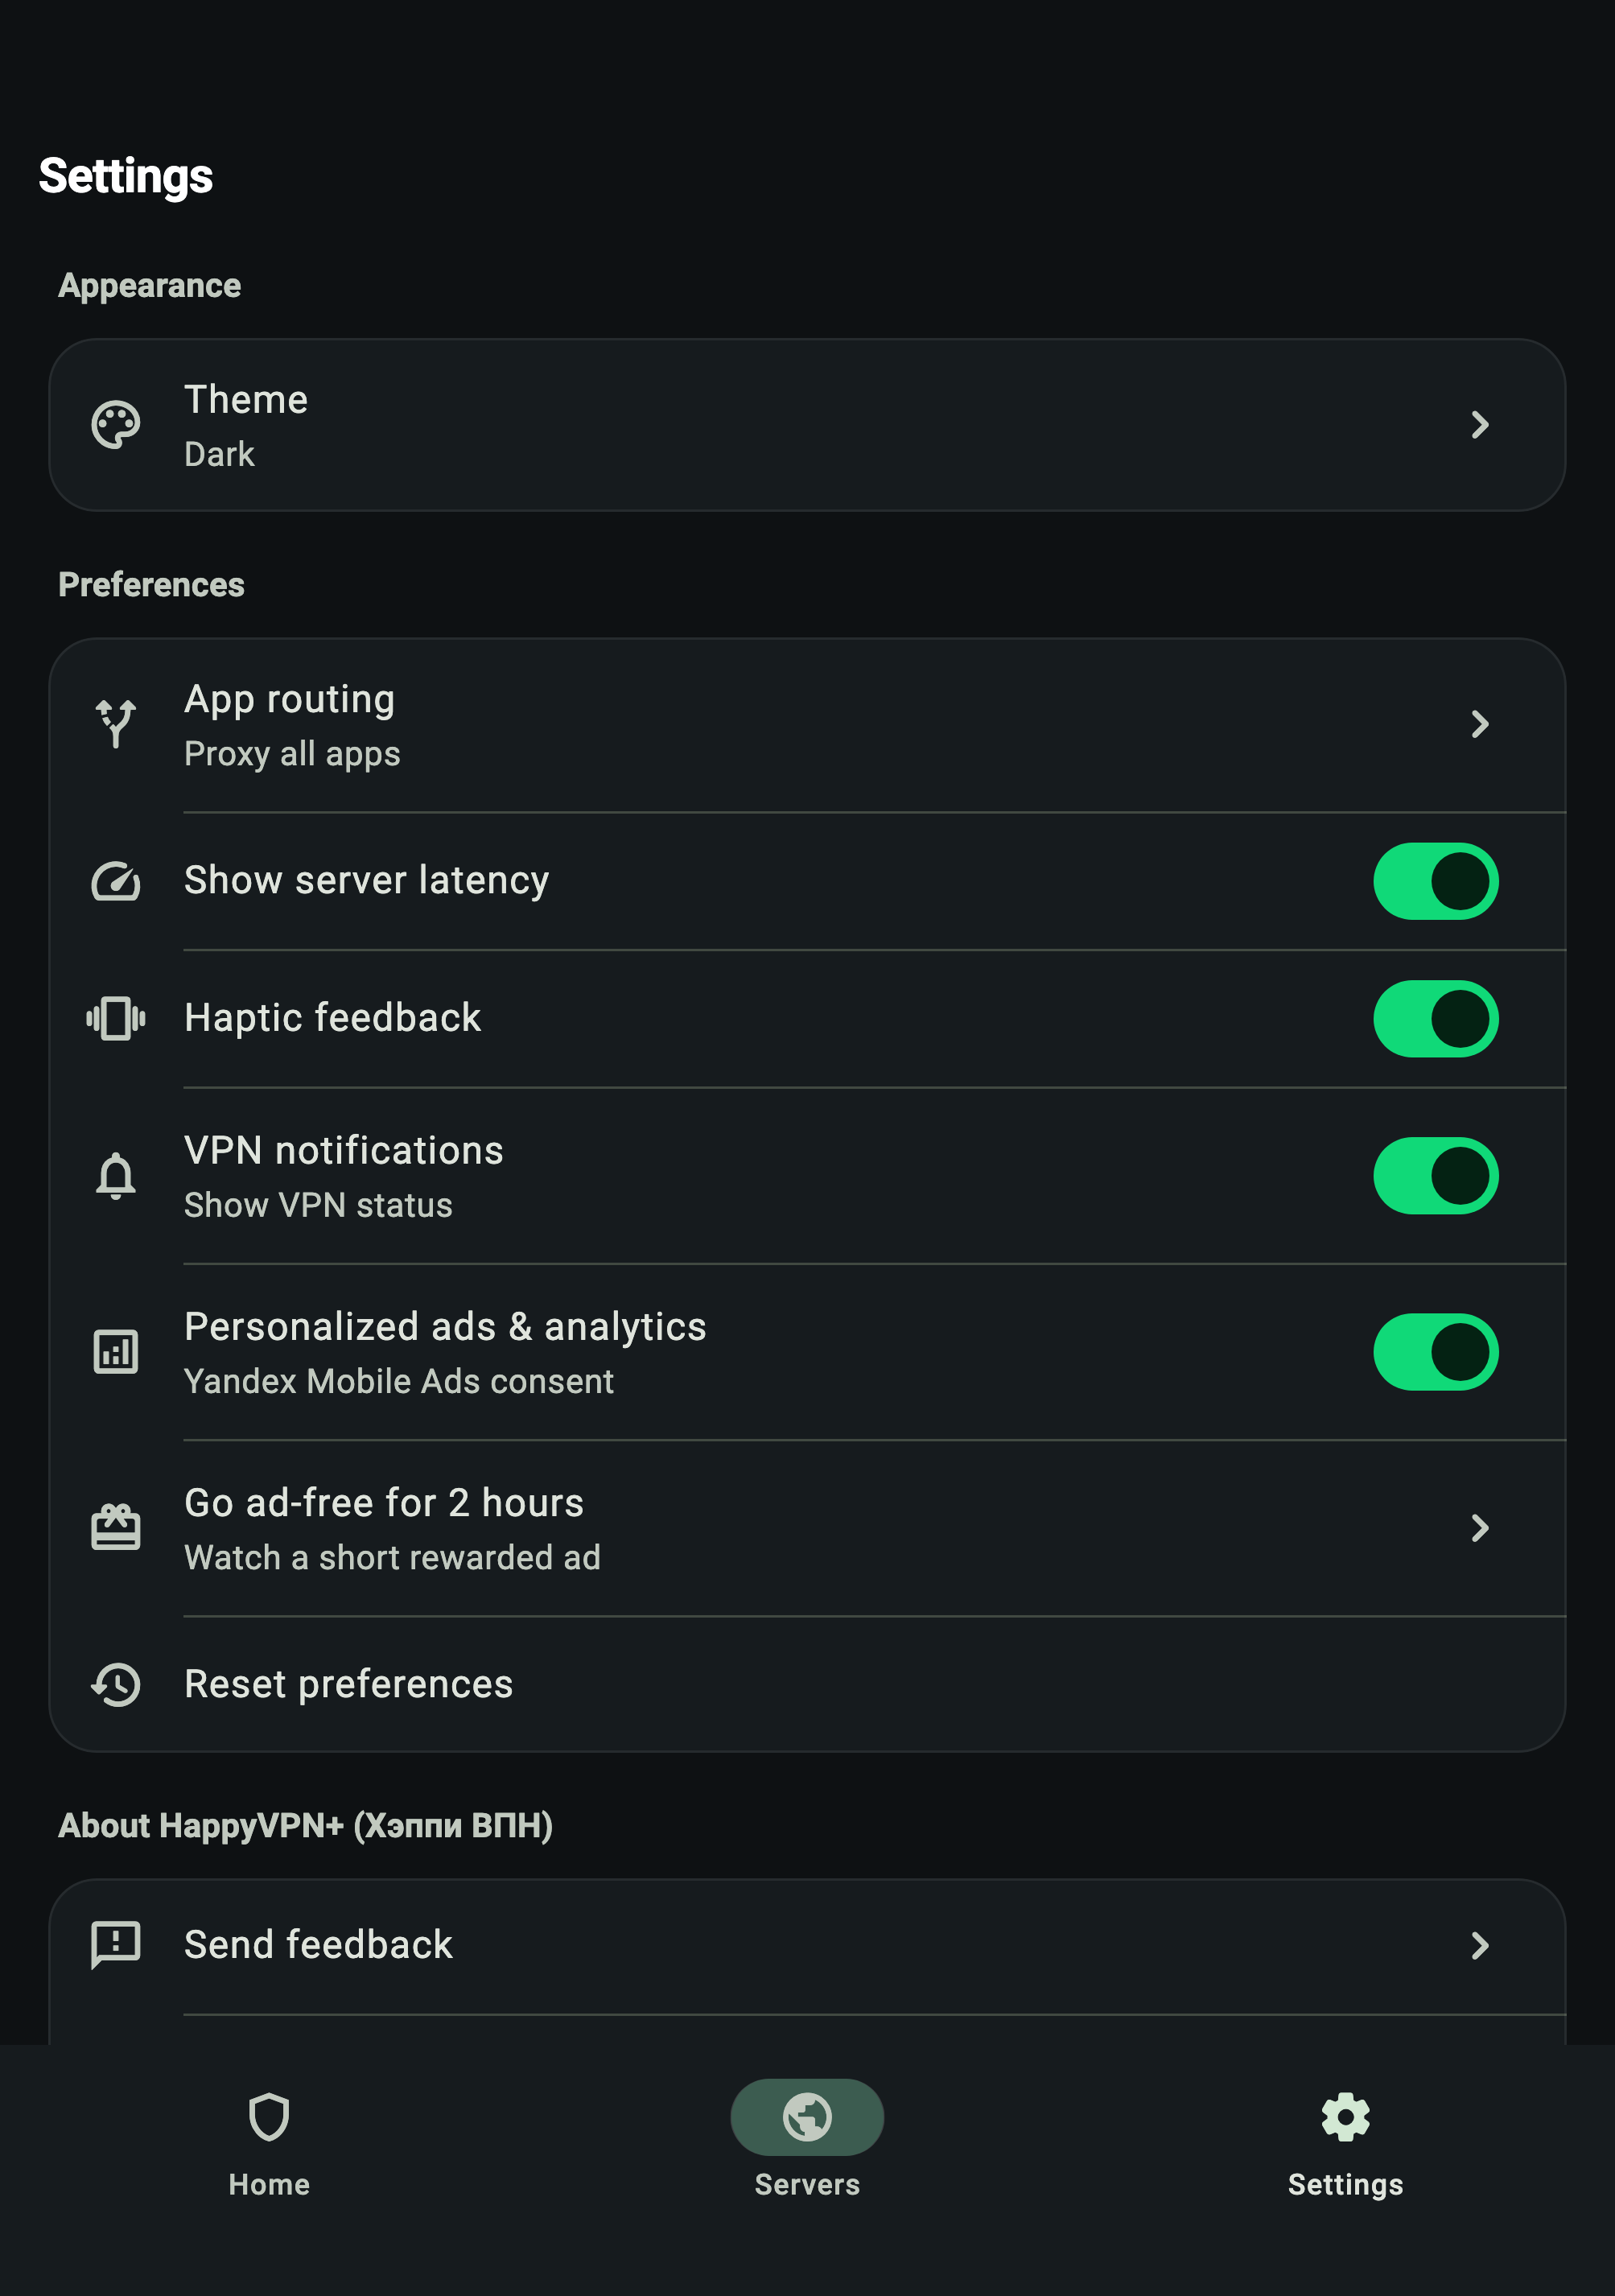 Settings
Appearance
Theme
Dark
Preferences
App routing
Proxy all apps
Show server latency
Haptic feedback
VPN notifications
Show VPN status
Personalized ads & analytics
Yandex Mobile Ads consent
Go ad-free for 2 hours
Watch a short rewarded ad
Reset preferences
About HappyVPN+ (Хэппи ВПН)
Send feedback
Home
Servers
Settings